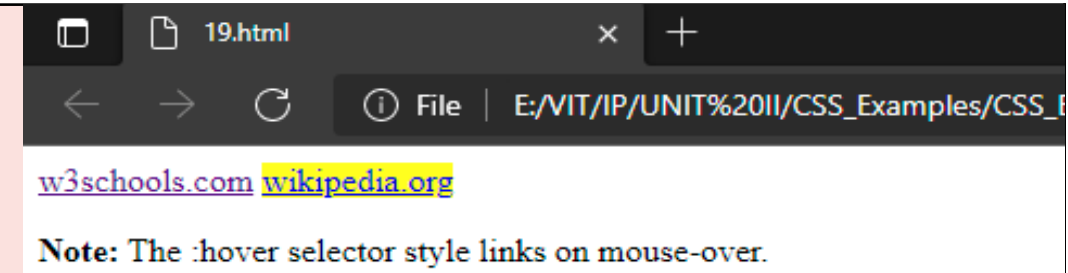 19.html
File E:/VIT/IP/UNIT%20II/CSS_Examples/CSS_
w3schools.com wikipedia.org
Note: The :hover selector style links on mouse-over.